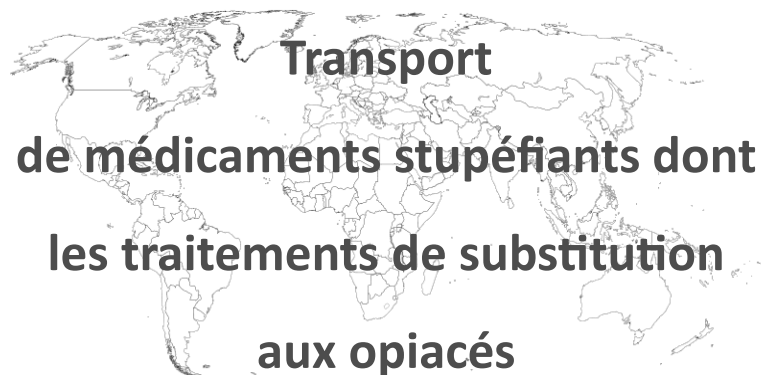 Transport
de médicaments stupéfiants dont
les traitements de substitution
aux opiacés